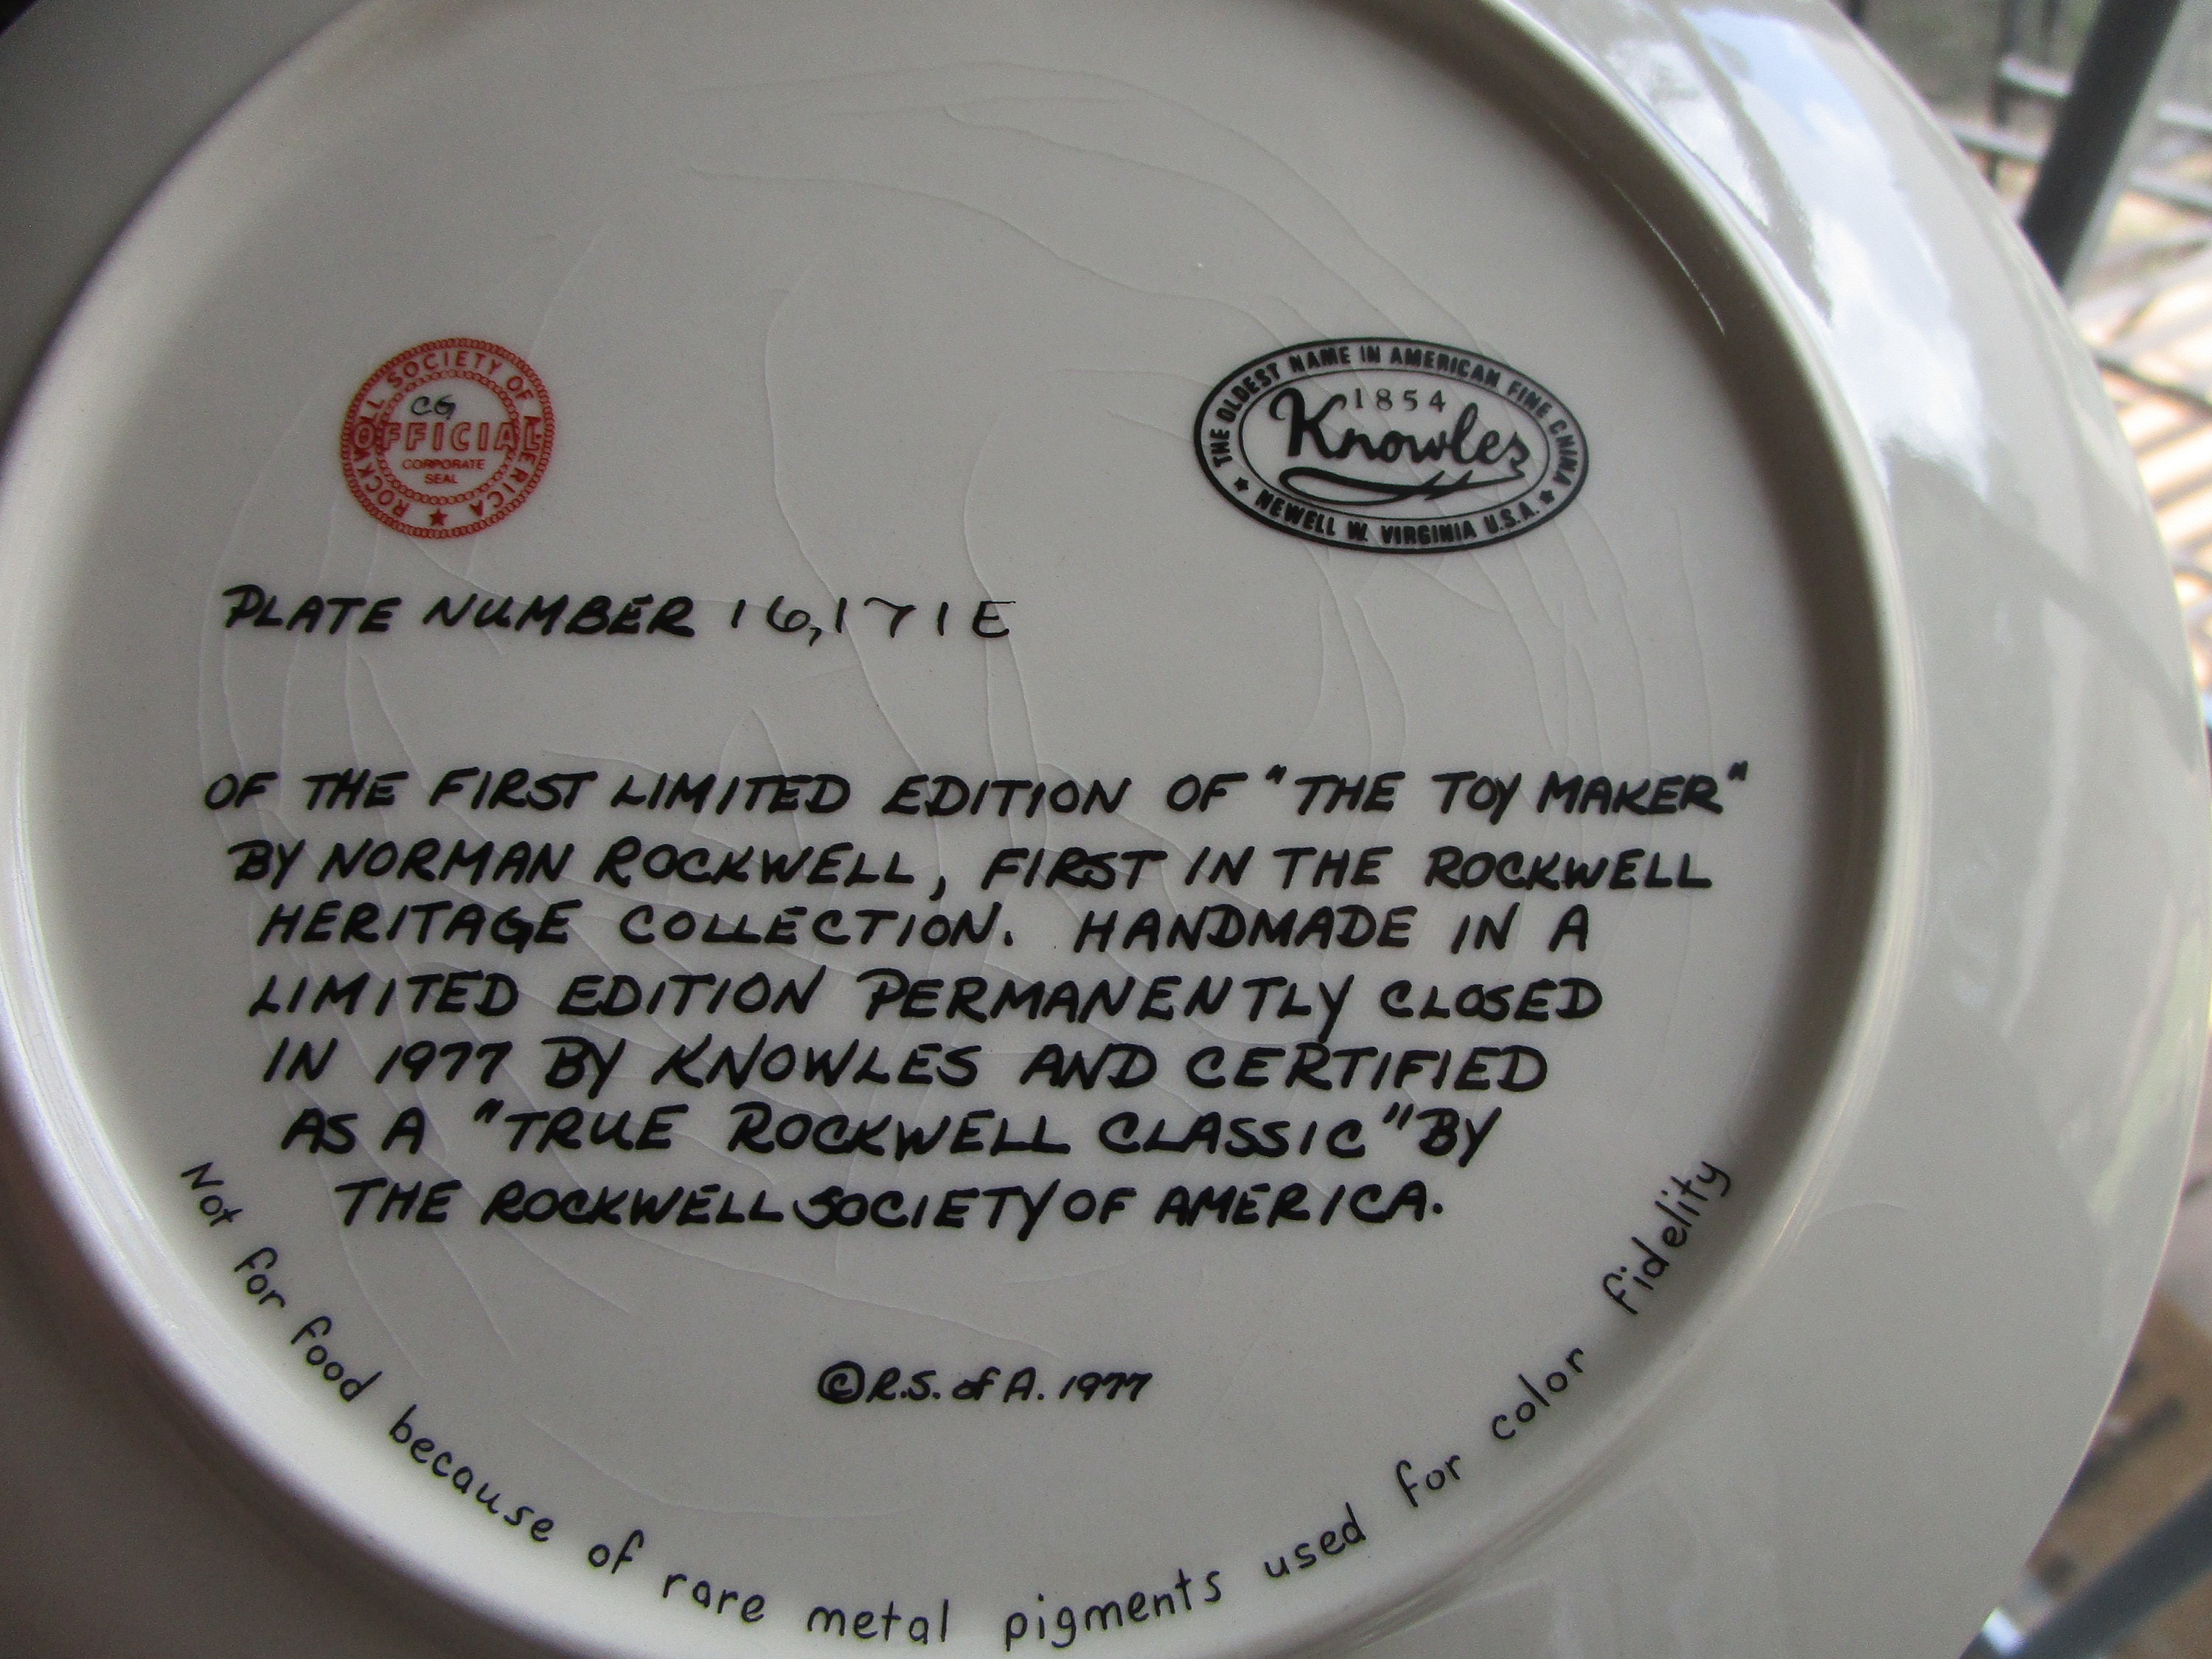 ROCKWELL SOCIETY OF AMERICA
CG
OFFICIAL
CORPORATE
SEAL
THE OLDEST NAME IN AMERICAN FINE CHINA
1854
Knowles
NEWELL W. VIRGINIA U.S.A.
PLATE NUMBER 16,171E
OF THE FIRST LIMITED EDITION OF "THE TOY MAKER"
BY NORMAN ROCKWELL, FIRST IN THE ROCKWELL
HERITAGE COLLECTION. HANDMADE IN A
LIMITED EDITION PERMANENTLY CLOSED
IN 1977 BY KNOWLES AND CERTIFIED
AS A "TRUE ROCKWELL CLASSIC" BY
THE ROCKWELL SOCIETY OF AMERICA.
©R.S. of A. 1977
Not for food because of rare metal pigments used for color fidelity